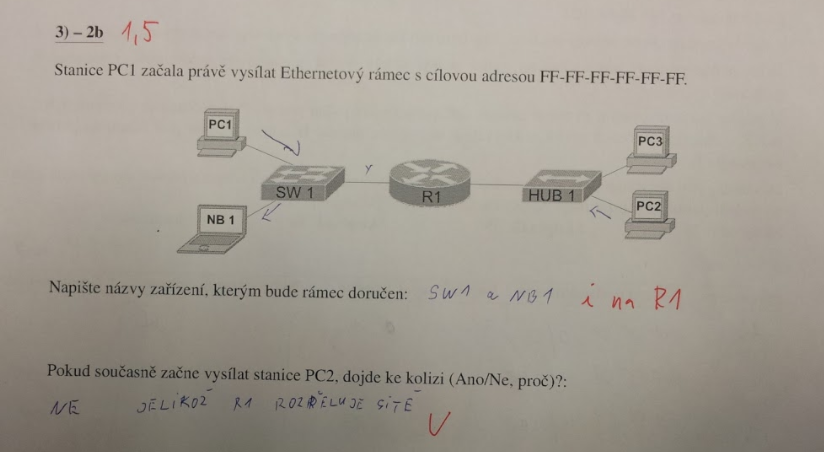 3) – 2b 1,5
Stanice PC1 začala právě vysílat Ethernetový rámec s cílovou adresou FF-FF-FF-FF-FF-FF.
PC1
PC3
SW 1
R1
HUB 1
NB 1
PC2
Napište názvy zařízení, kterým bude rámec doručen: SW1 a NB1 i na R1
Pokud současně začne vysílat stanice PC2, dojde ke kolizi (Ano/Ne, proč)?:
NE JELIKOŽ R1 ROZDĚLUJE SÍTĚ